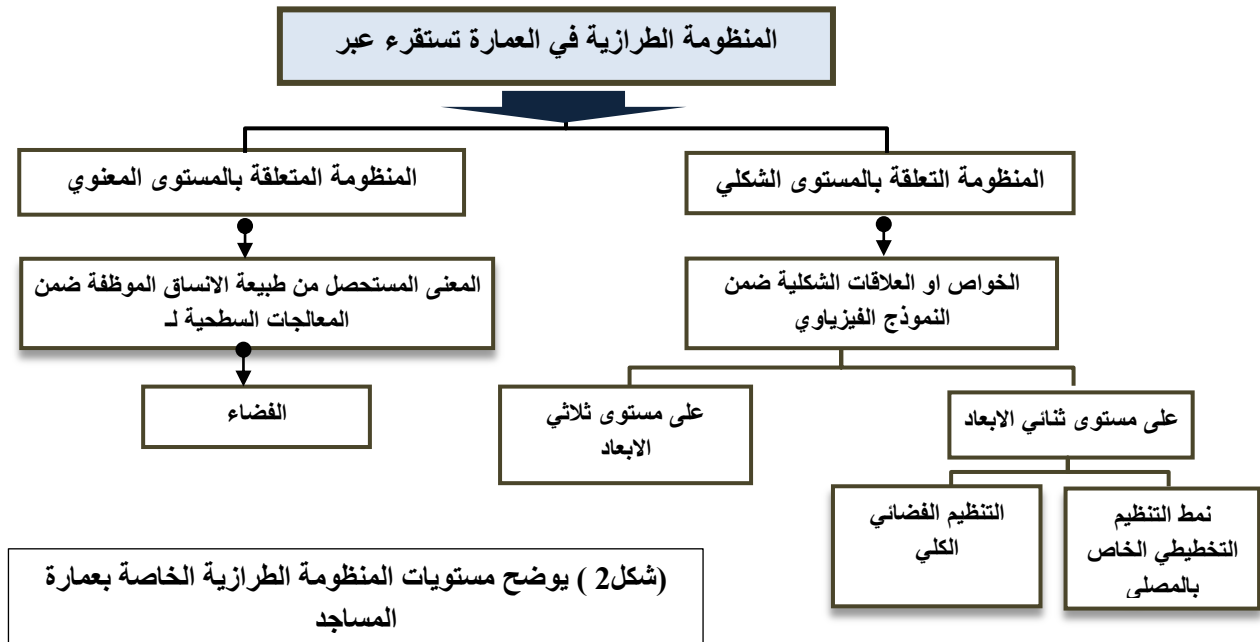 المنظومة الطرازية في العمارة تستقرء عبر
المنظومة التعلقة بالمستوى الشكلي
المنظومة المتعلقة بالمستوى المعنوي
الخواص او العلاقات الشكلية ضمن
النموذج الفيزياوي
المعنى المستحصل من طبيعة الانساق الموظفة ضمن
المعالجات السطحية لـ
على مستوى ثنائي الابعاد
على مستوى ثلاثي
الابعاد
الفضاء
نمط التنظيم
التخطيطي الخاص
بالمصلى
التنظيم الفضائي
الكلي
(شكل2 ) يوضح مستويات المنظومة الطرازية الخاصة بعمارة
المساجد